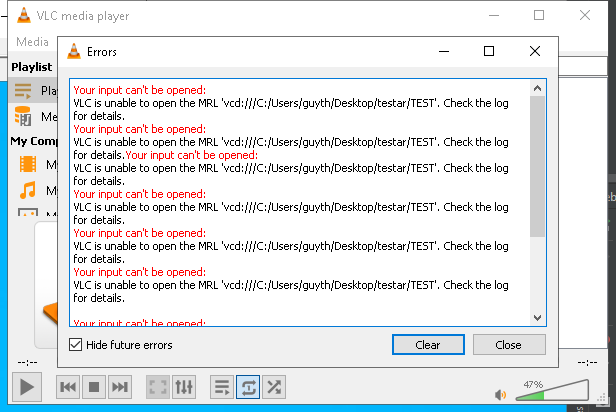 VLC media player
Media
Errors
Playlist
Pla
Me
My Comp
My
My
My
Your input can't be opened:
VLC is unable to open the MRL 'vcd:///C:/Users/guyth/Desktop/testar/TEST'. Check the log
for details.
Your input can't be opened:
VLC is unable to open the MRL 'vcd:///C:/Users/guyth/Desktop/testar/TEST'. Check the log
for details.Your input can't be opened:
VLC is unable to open the MRL 'vcd:///C:/Users/guyth/Desktop/testar/TEST'. Check the log
for details.
Your input can't be opened:
VLC is unable to open the MRL 'vcd:///C:/Users/guyth/Desktop/testar/TEST'. Check the log
for details.
Your input can't be opened:
VLC is unable to open the MRL 'vcd:///C:/Users/guyth/Desktop/testar/TEST'. Check the log
for details.
Your input can't be opened:
VLC is unable to open the MRL 'vcd:///C:/Users/guyth/Desktop/testar/TEST'. Check the log
for details.
Your input can't be opened:
Hide future errors
Clear
Close
--:--
--:--
47%